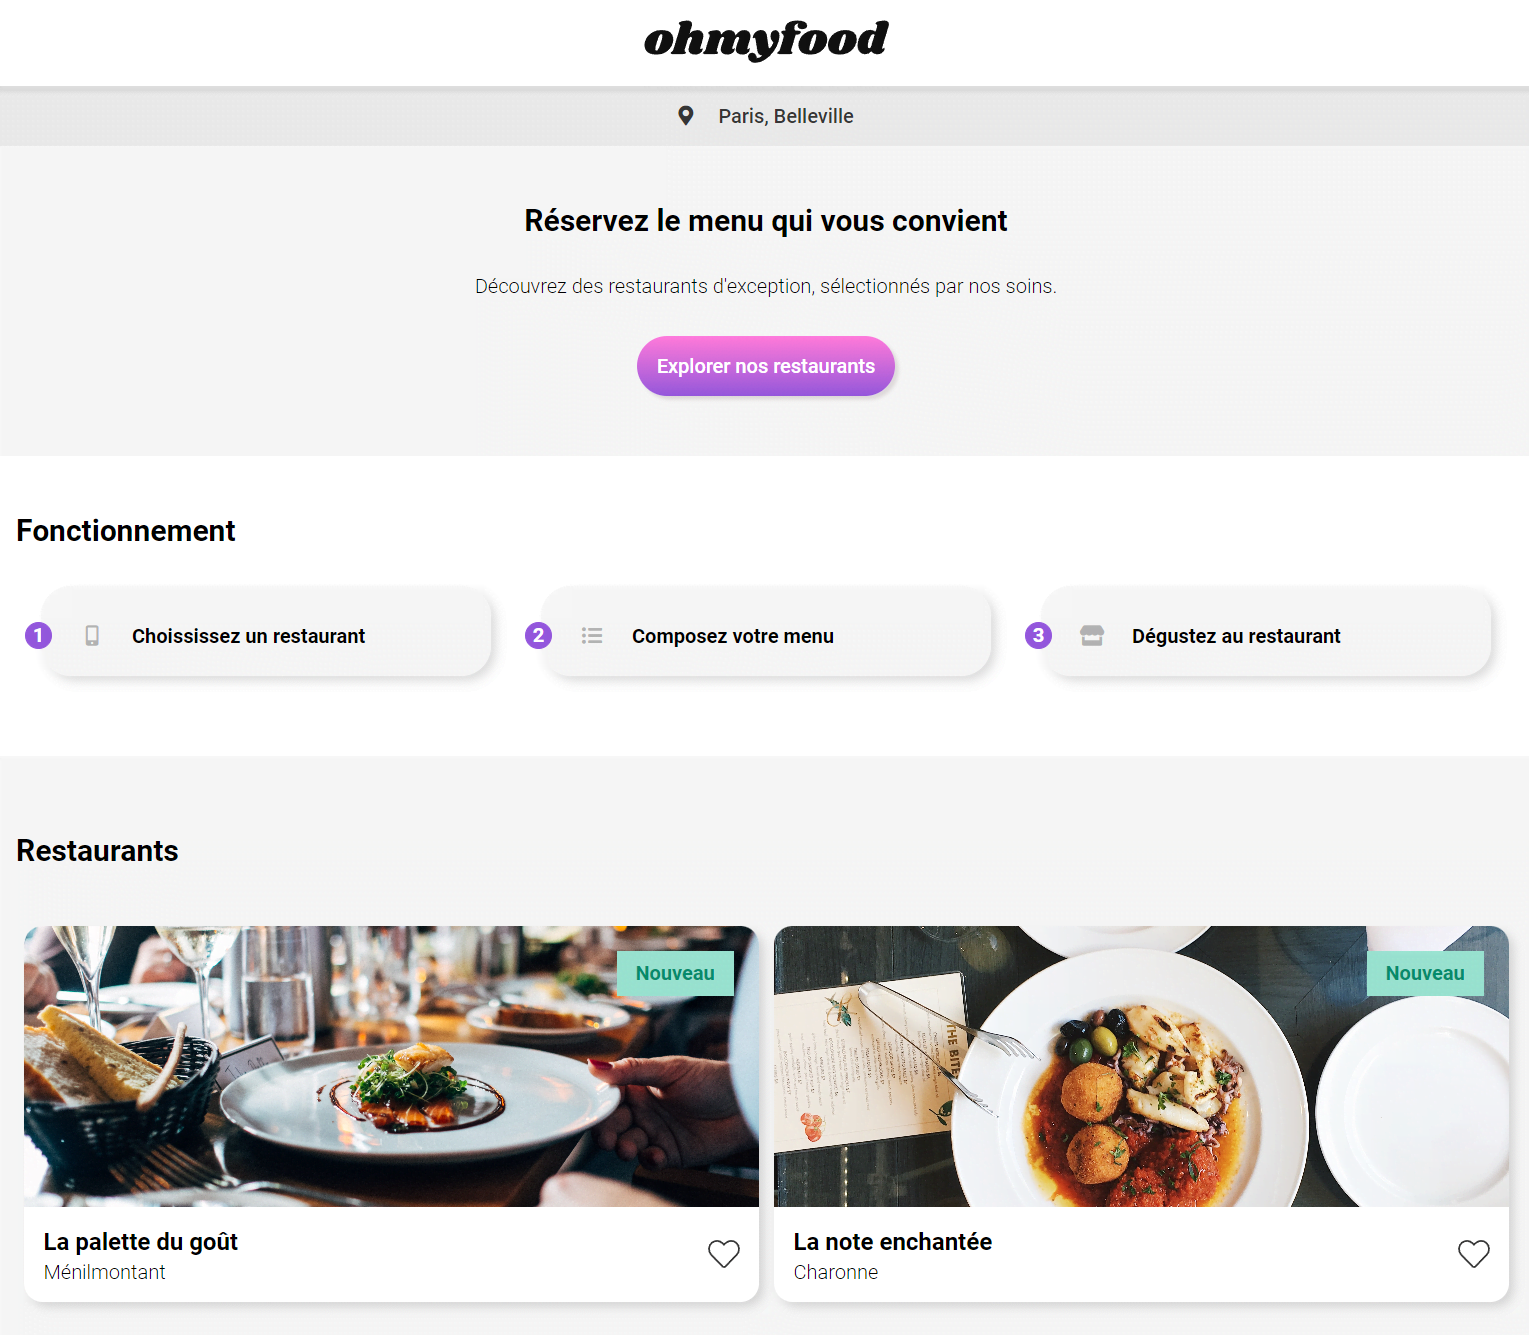 ohmyfood
Paris, Belleville
Réservez le menu qui vous convient
Découvrez des restaurants d'exception, sélectionnés par nos soins.
Explorer nos restaurants
Fonctionnement
1 Choississez un restaurant
2 Composez votre menu
3 Dégustez au restaurant
Restaurants
Nouveau
THE BITE
La palette du goût
Ménilmontant
Nouveau
La note enchantée
Charonne